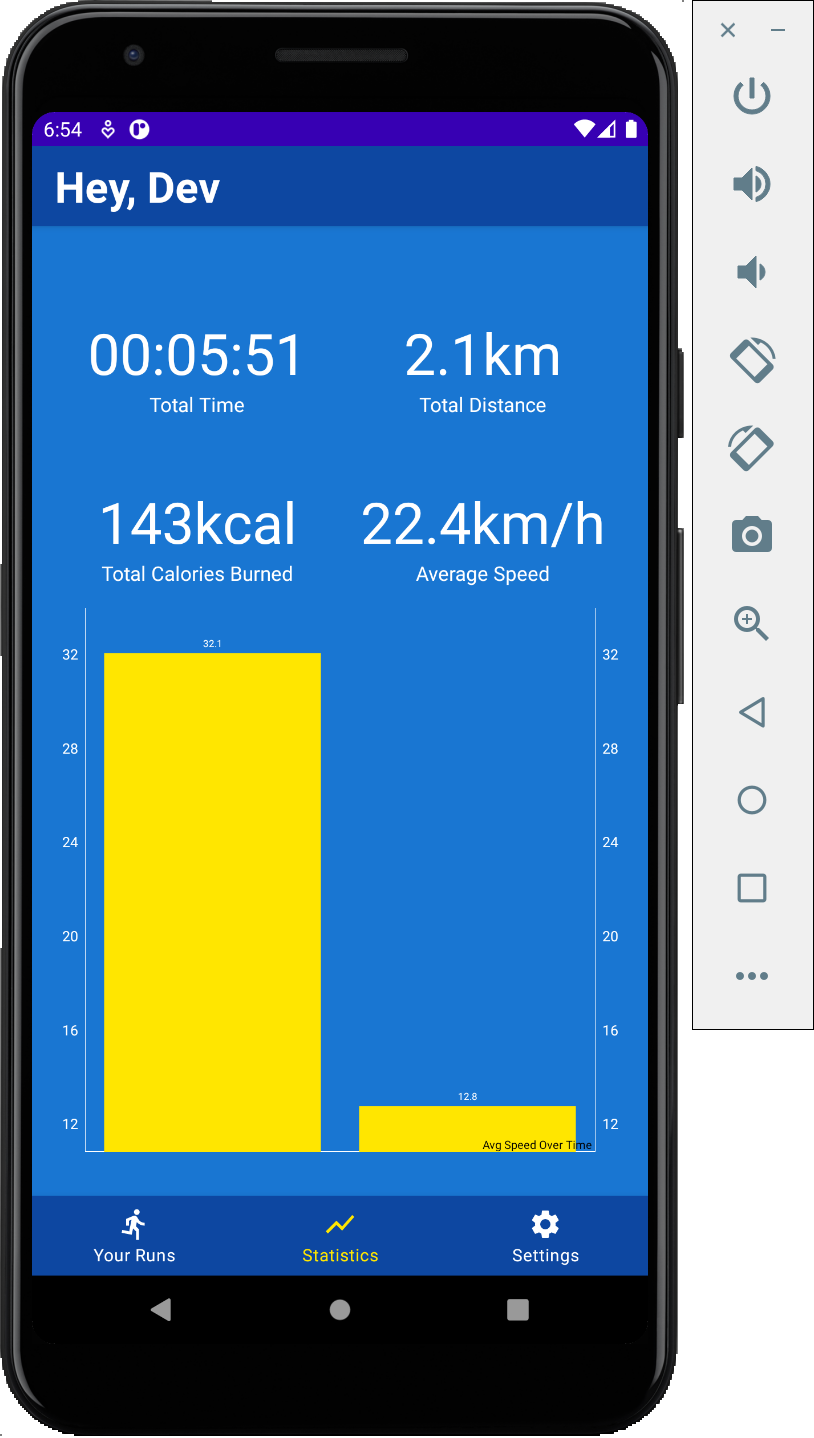 6:54
Hey, Dev
00:05:51 2.1km
Total Time Total Distance
143kcal 22.4km/h
Total Calories Burned Average Speed
32.1
32 32
28 28
24 24
20 20
16 16
12.8
12 12
Avg Speed Over Time
Your Runs Statistics Settings